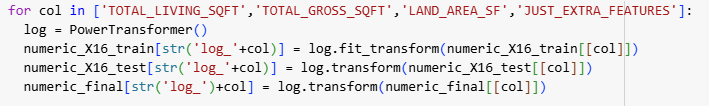 for col in ['TOTAL_LIVING_SQFT','TOTAL_GROSS_SQFT','LAND_AREA_SF','JUST_EXTRA_FEATURES']:
  log = PowerTransformer()
  numeric_X16_train[str('log_'+col)] = log.fit_transform(numeric_X16_train[[col]])
  numeric_X16_test[str('log_'+col)] = log.transform(numeric_X16_test[[col]])
  numeric_final[str('log_')+col] = log.transform(numeric_final[[col]])